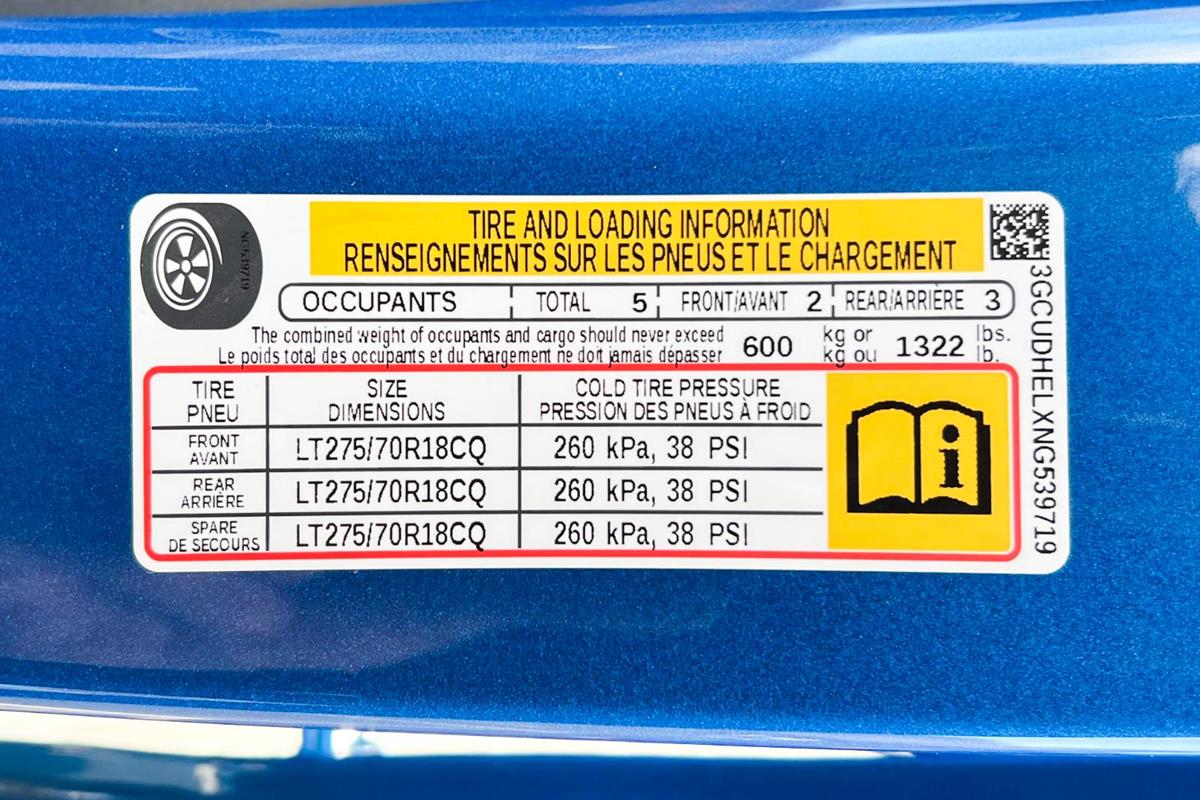 TIRE AND LOADING INFORMATION
RENSEIGNEMENTS SUR LES PNEUS ET LE CHARGEMENT
NG539719
OCCUPANTS TOTAL 5 FRONT/AVANT 2 REAR/ARRIÈRE 3
The combined weight of occupants and cargo should never exceed 600 kg or 1322 lbs.
Le poids total des occupants et du chargement ne doit jamais dépasser kg ou lb.
TIRE SIZE COLD TIRE PRESSURE
PNEU DIMENSIONS PRESSION DES PNEUS À FROID
FRONT
AVANT LT275/70R18CQ 260 kPa, 38 PSI
REAR
ARRIÈRE LT275/70R18CQ 260 kPa, 38 PSI
SPARE
DE SECOURS LT275/70R18CQ 260 kPa, 38 PSI
3GCUDHELXNG539719